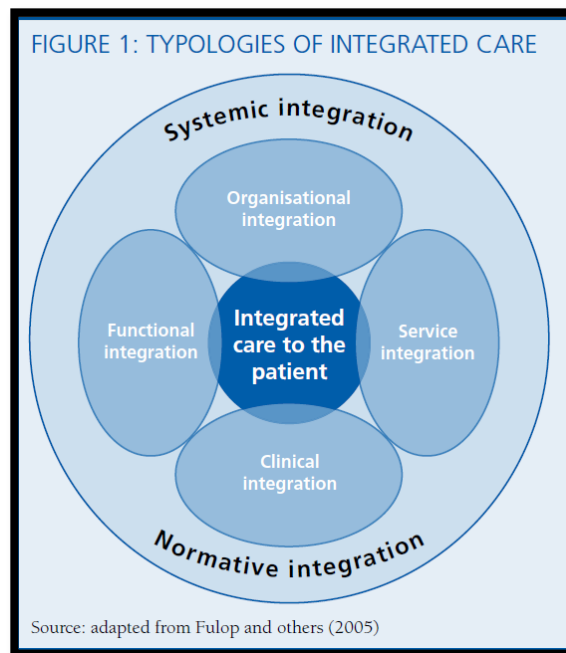 FIGURE 1: TYPOLOGIES OF INTEGRATED CARE
Systemic integration
Organisational
integration
Functional
integration
Integrated
care to the
patient
Service
integration
Clinical
integration
Normative integration
Source: adapted from Fulop and others (2005)